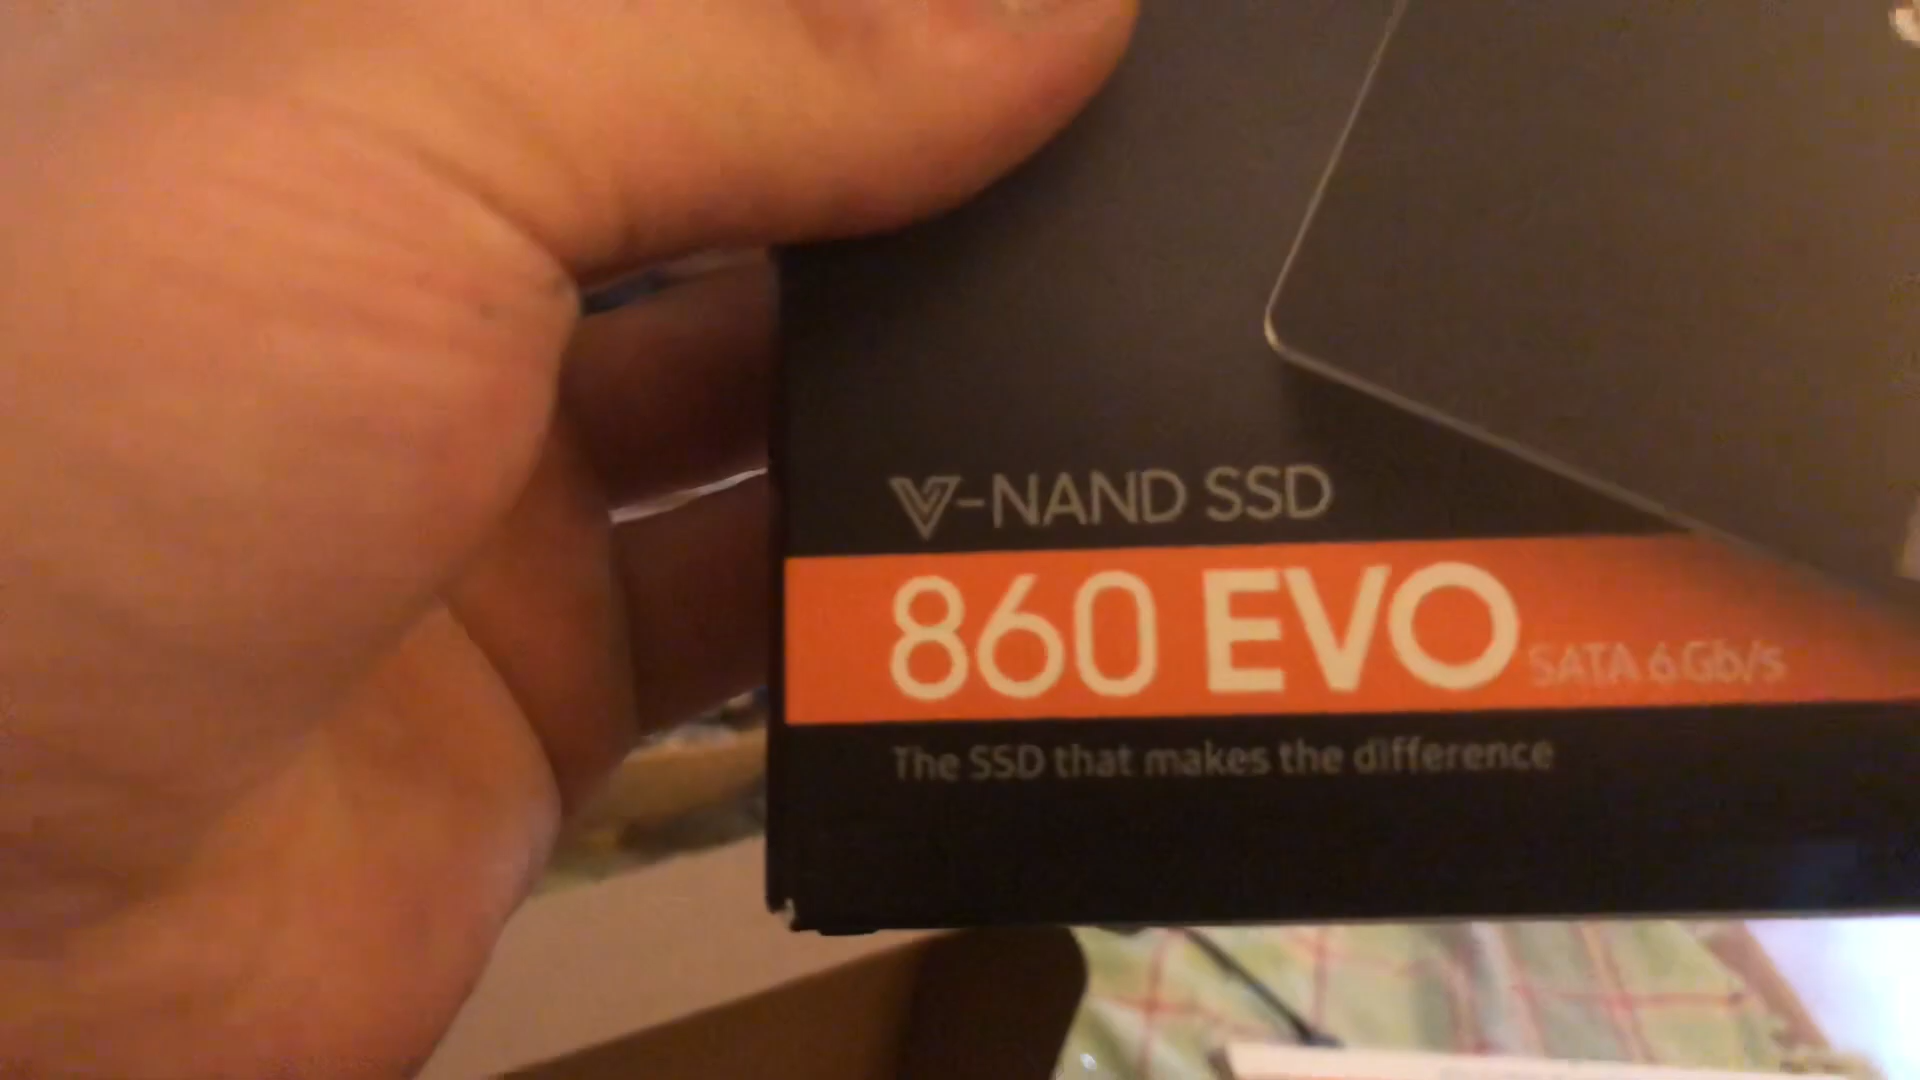 V-NAND SSD
860 EVO SATA 6Gb/s
The SSD that makes the difference